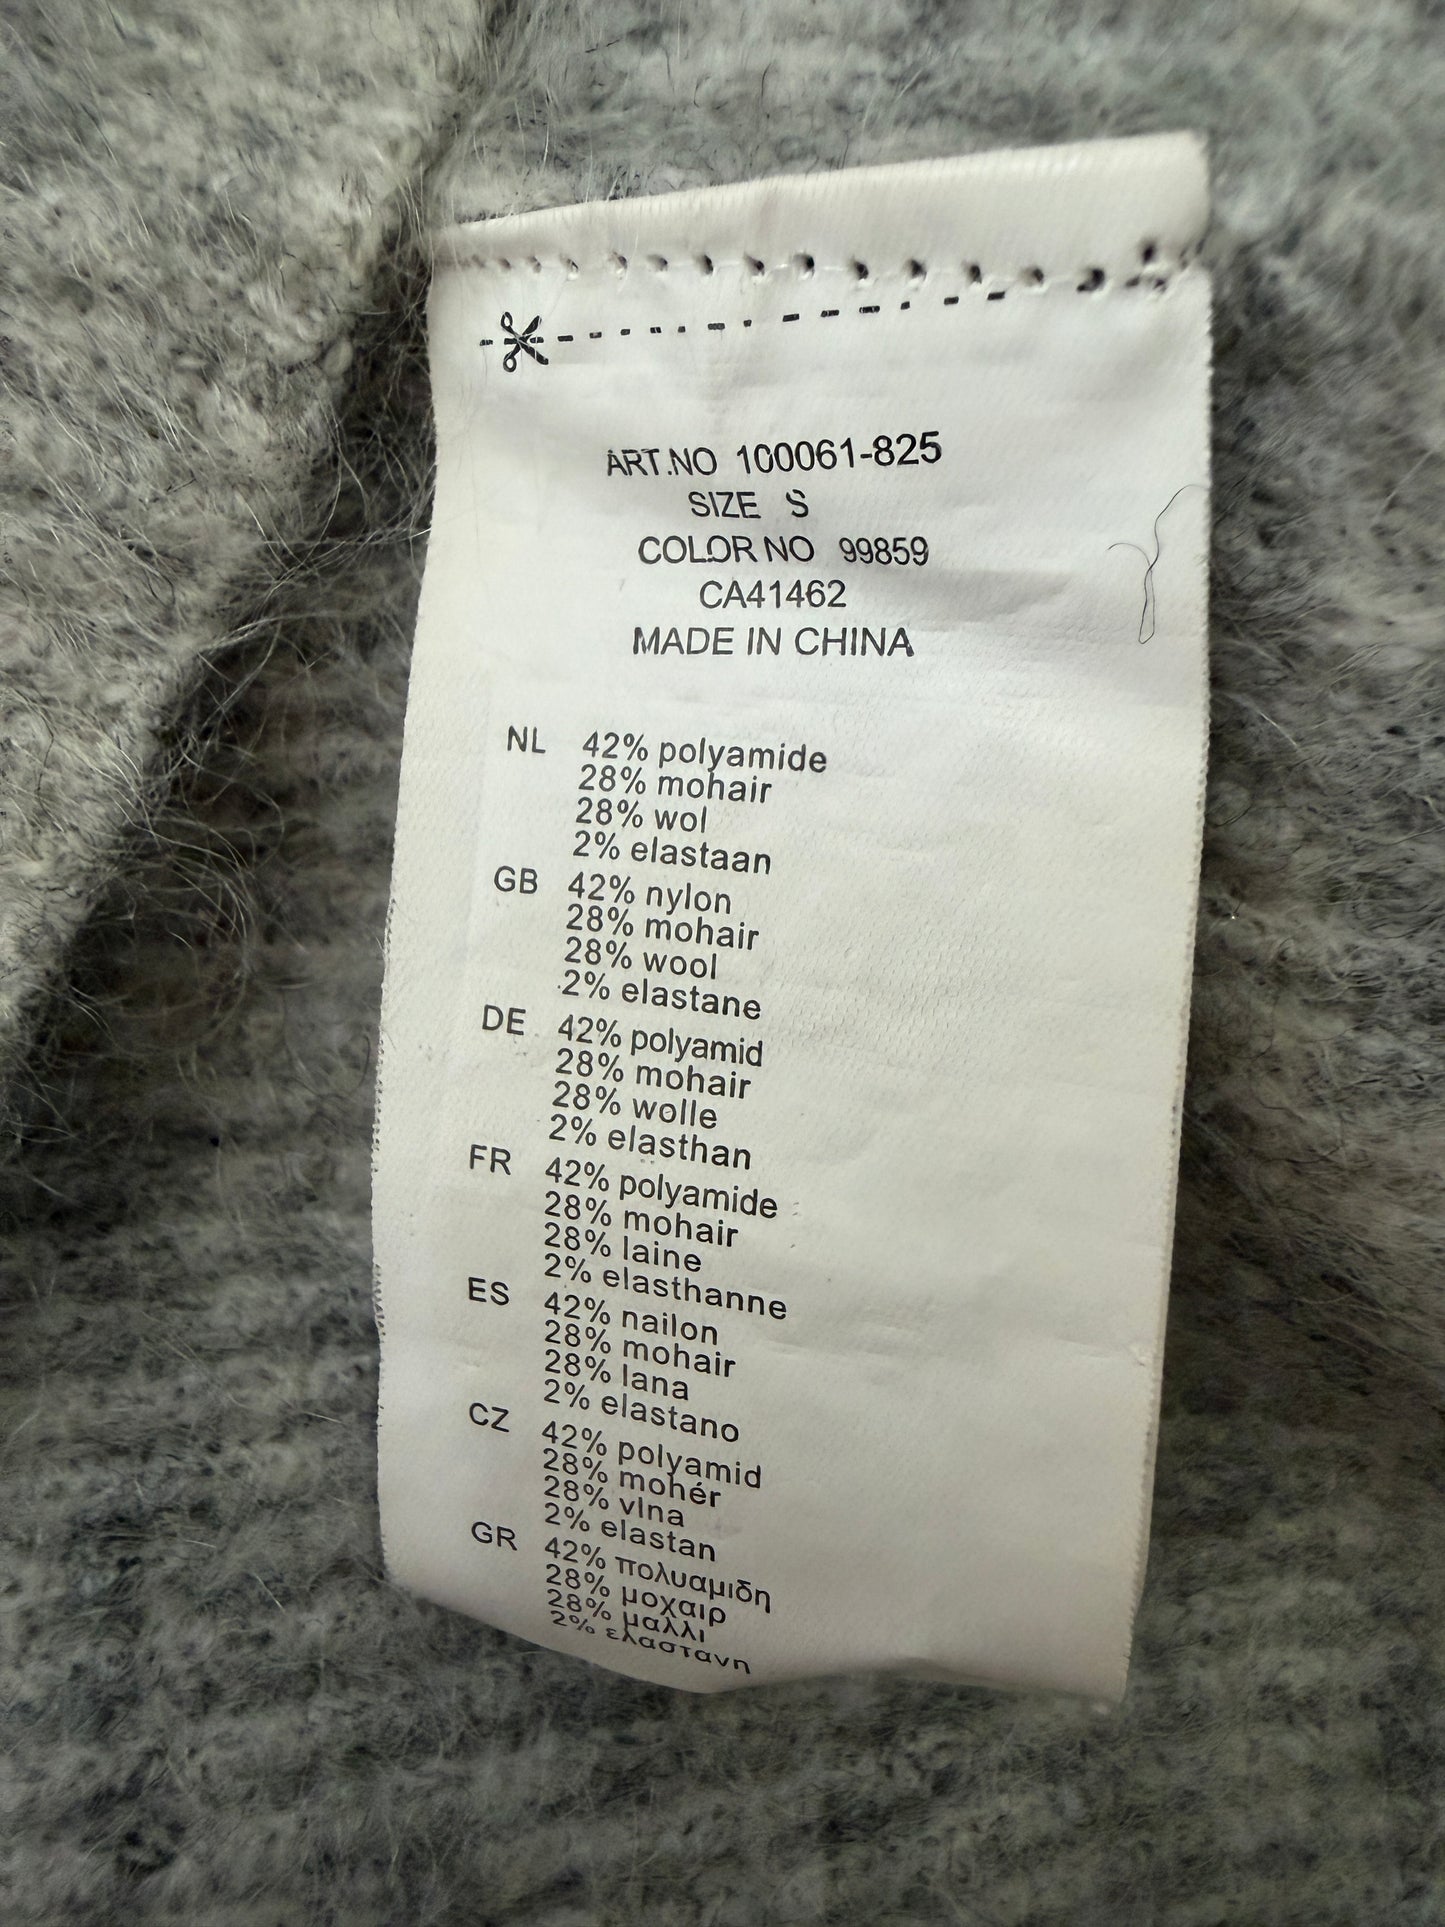 ART.NO 100061-825
SIZE S
COLOR NO 99859
CA41462
MADE IN CHINA
NL 42% polyamide
28% mohair
28% wol
2% elastaan
GB 42% nylon
28% mohair
28% wool
2% elastane
DE 42% polyamid
28% mohair
28% wolle
2% elasthan
FR 42% polyamide
28% mohair
28% laine
2% elasthanne
ES 42% nailon
28% mohair
28% lana
2% elastano
CZ 42% polyamid
28% mohér
28% vlna
2% elastan
GR 42% πολυαμιδη
28% μοχαιρ
28% μαλλι
2% ελαστανη